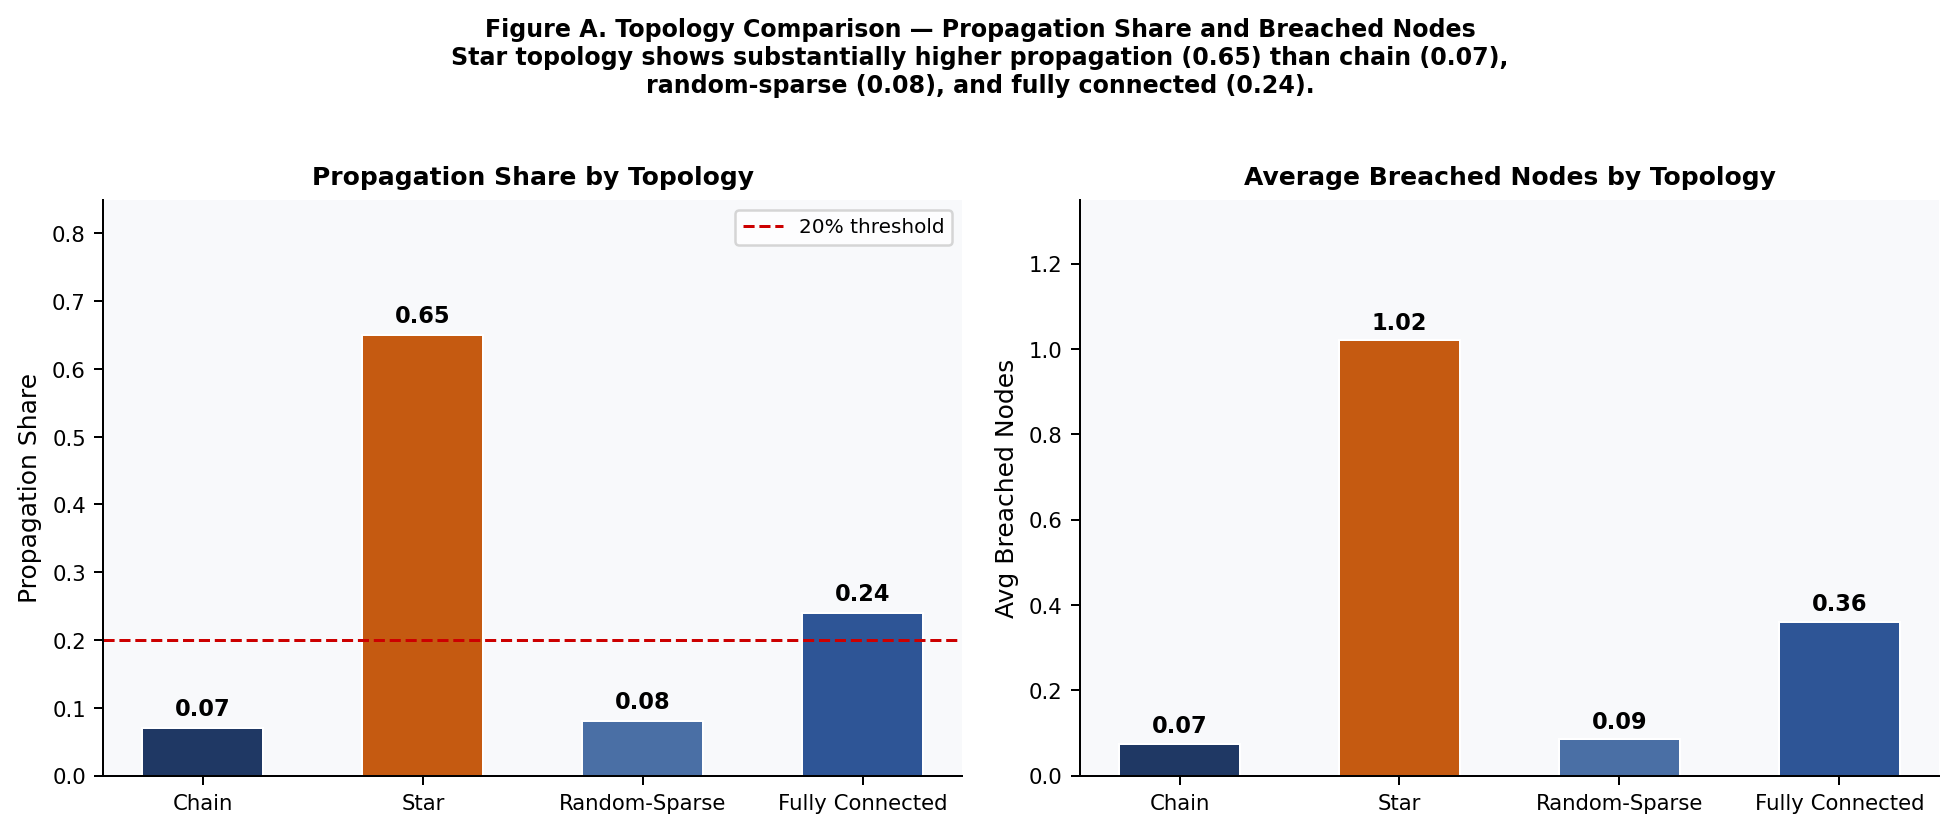 Figure A. Topology Comparison — Propagation Share and Breached Nodes
Star topology shows substantially higher propagation (0.65) than chain (0.07),
random-sparse (0.08), and fully connected (0.24).
Propagation Share by Topology
20% threshold
Propagation Share
0.8
0.7
0.6
0.5
0.4
0.3
0.2
0.1
0.0
0.07
0.65
0.08
0.24
Chain
Star
Random-Sparse
Fully Connected
Average Breached Nodes by Topology
Avg Breached Nodes
1.2
1.0
0.8
0.6
0.4
0.2
0.0
0.07
1.02
0.09
0.36
Chain
Star
Random-Sparse
Fully Connected